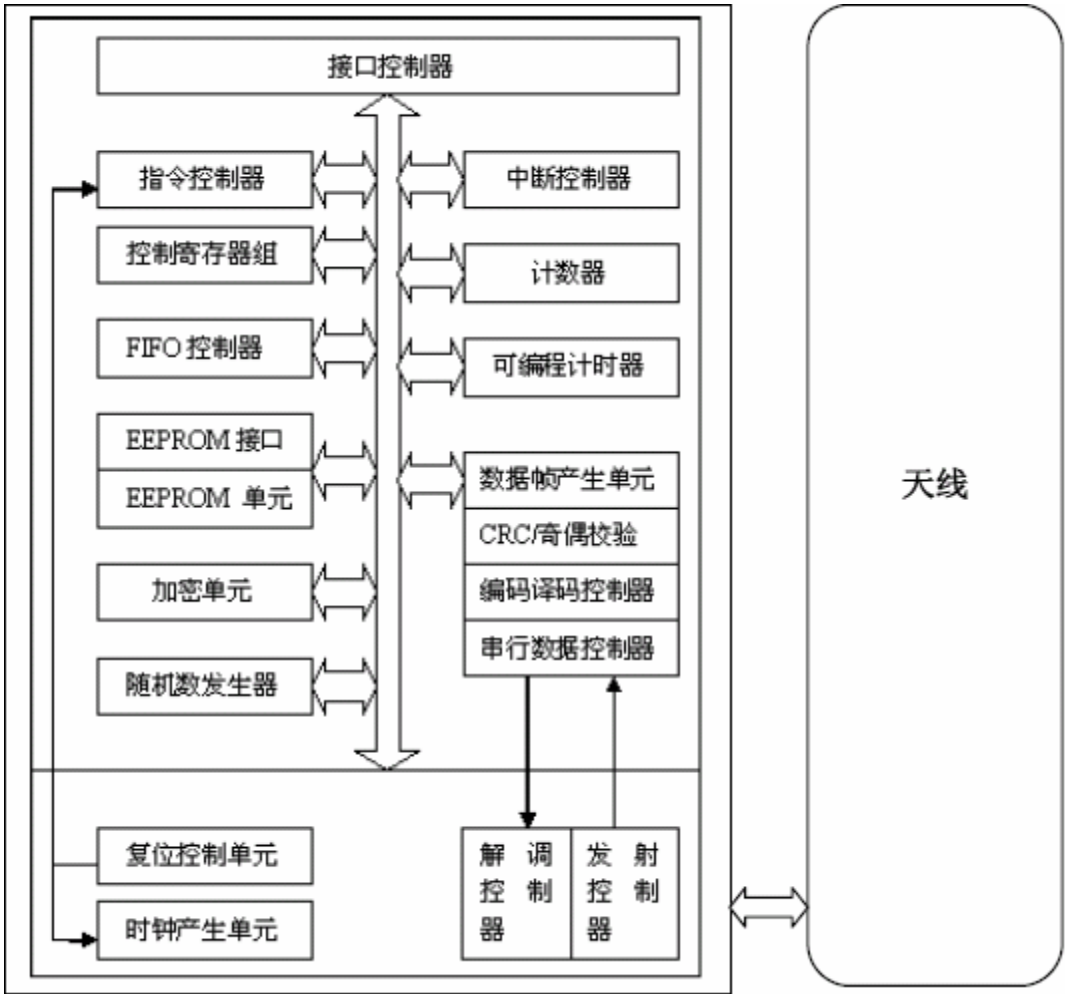 接口控制器
指令控制器
中断控制器
控制寄存器组
计数器
FIFO 控制器
可编程计时器
EEPROM 接口
EEPROM 单元
数据帧产生单元
CRC/奇偶校验
加密单元
编码译码控制器
串行数据控制器
随机数发生器
天线
复位控制单元
时钟产生单元
解 调
控 制
器
发 射
控 制
器